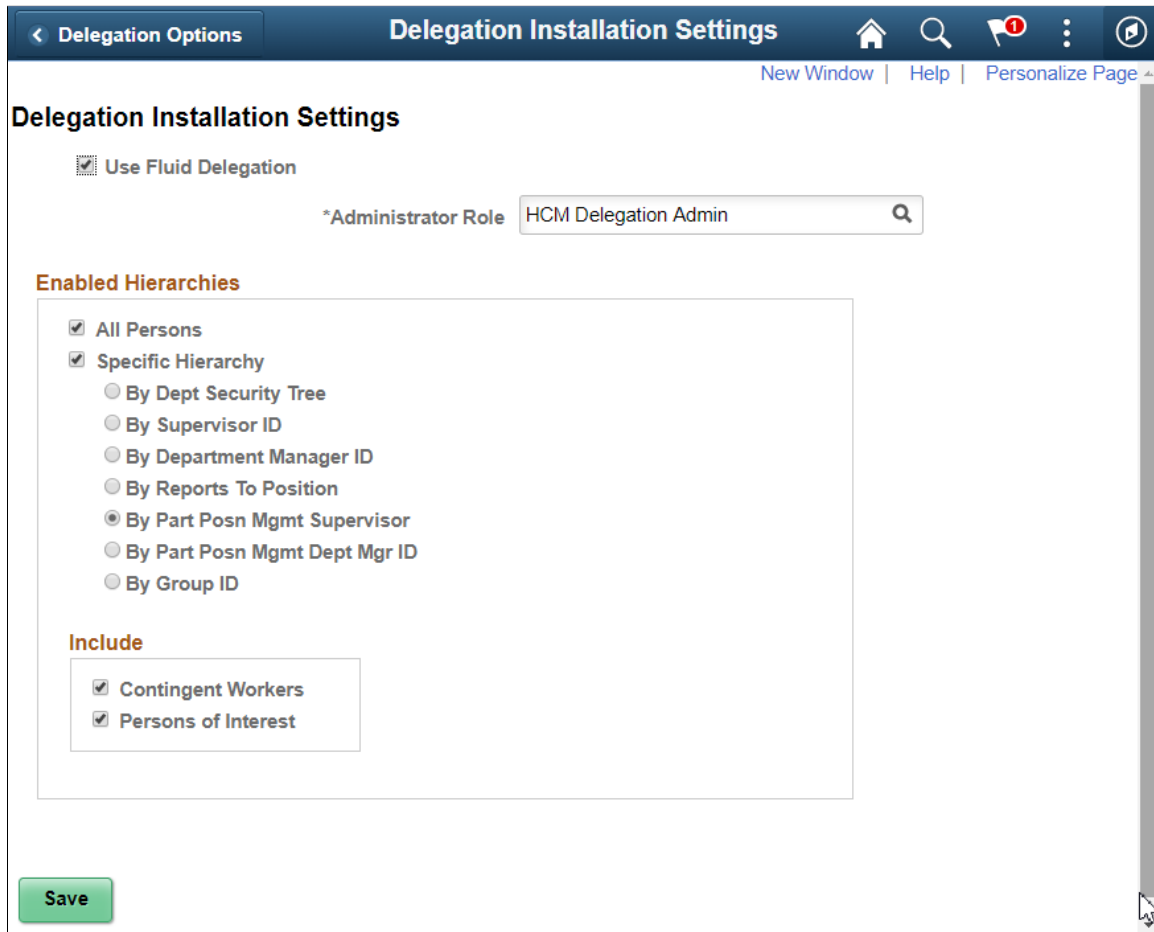 Delegation Options
Delegation Installation Settings
1
New Window | Help | Personalize Page
Delegation Installation Settings
Use Fluid Delegation
*Administrator Role HCM Delegation Admin
Enabled Hierarchies
All Persons
Specific Hierarchy
By Dept Security Tree
By Supervisor ID
By Department Manager ID
By Reports To Position
By Part Posn Mgmt Supervisor
By Part Posn Mgmt Dept Mgr ID
By Group ID
Include
Contingent Workers
Persons of Interest
Save